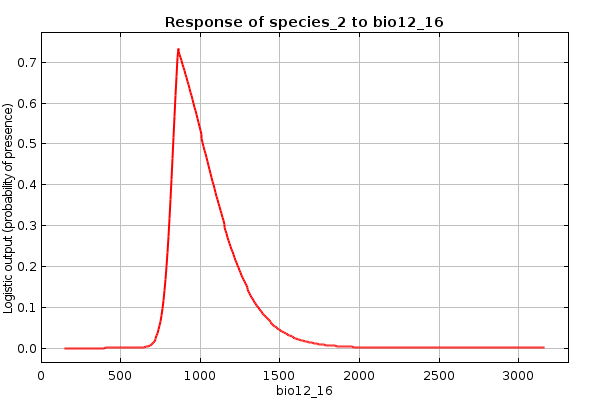 Response of species_2 to bio12_16
Logistic output (probability of presence)
0.7
0.6
0.5
0.4
0.3
0.2
0.1
0.0
0 500 1000 1500 2000 2500 3000
bio12_16